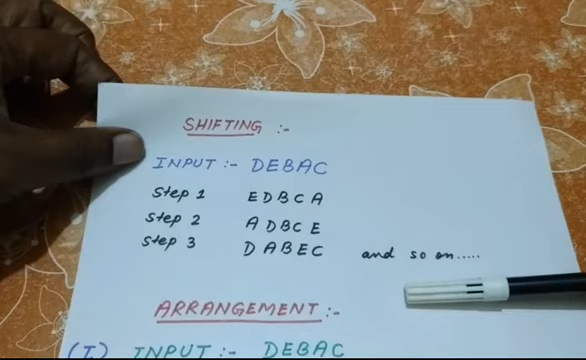 SHIFTING :-
INPUT :- DEBAC
Step 1 EDBCA
Step 2 ADBCE
Step 3 DABEC and so on.....
ARRANGEMENT :-
(I) INPUT :- DEBAC